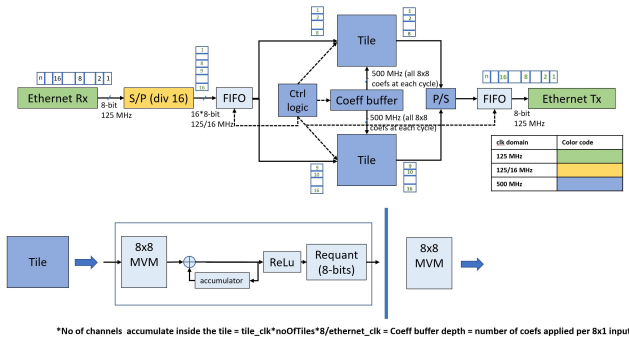 n 16 8 2 1
Ethernet Rx
8-bit
125 MHz
S/P (div 16)
1
8
9
16
16*8-bit
125/16 MHz
FIFO
1
2
8
Tile
1
2
8
Ctrl
logic
500 MHz (all 8x8
coefs at each cycle)
Coeff buffer
500 MHz (all 8x8
coefs at each cycle)
9
10
16
Tile
9
10
16
P/S
n 16 8 2 1
FIFO
8-bit
125 MHz
Ethernet Tx
clk domain Color code
125 MHz
125/16 MHz
500 MHz
Tile
8x8
MVM
accumulator
ReLu
Requant
(8-bits)
8x8
MVM
*No of channels accumulate inside the tile = tile_clk*noOfTiles*8/ethernet_clk = Coeff buffer depth = number of coefs applied per 8x1 input